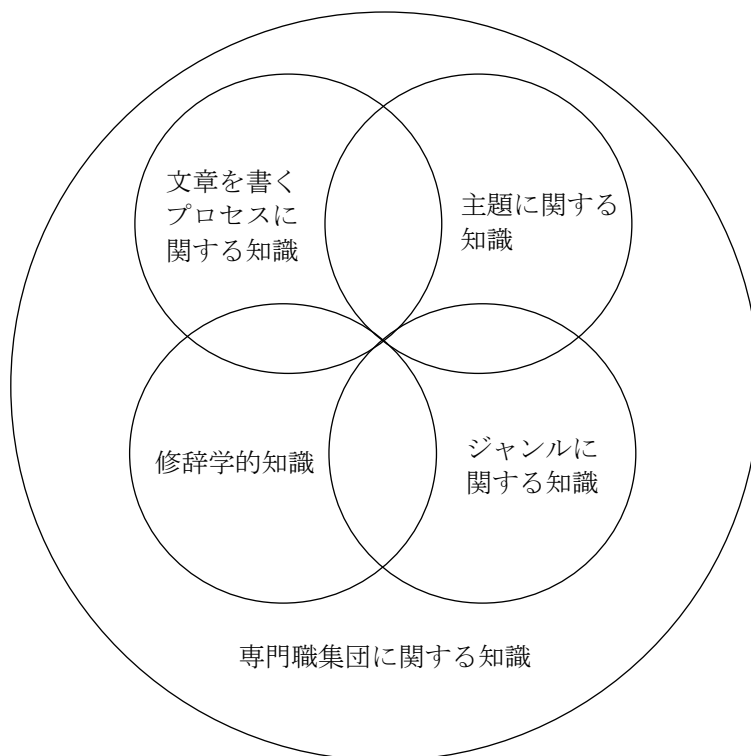 文章を書く
プロセスに
関する知識
主題に関する
知識
修辞学的知識
ジャンルに
関する知識
専門職集団に関する知識